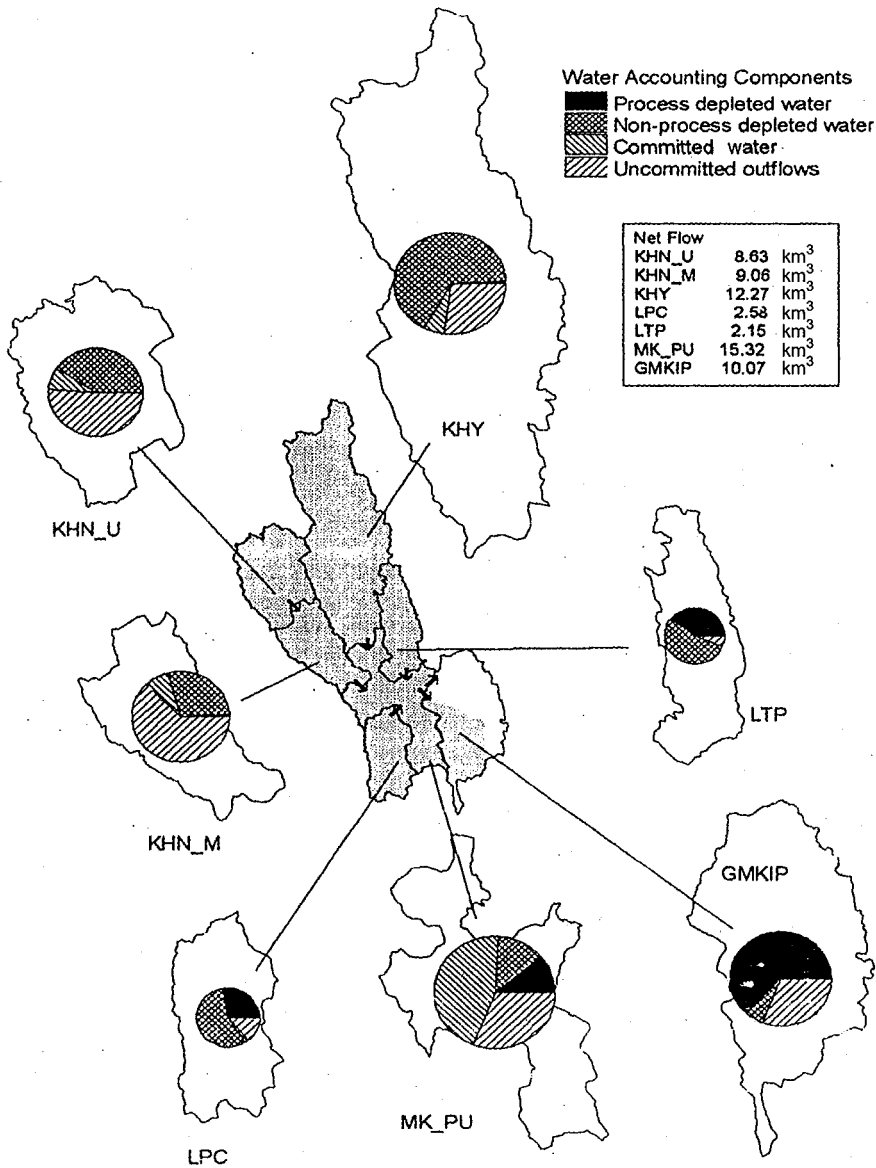 Water Accounting Components
Process depleted water
Non-process depleted water
Committed water
Uncommitted outflows
Net Flow
KHN_U 8.63 km³
KHN_M 9.06 km³
KHY 12.27 km³
LPC 2.58 km³
LTP 2.15 km³
MK_PU 15.32 km³
GMKIP 10.07 km³
KHY
KHN_U
LTP
KHN_M
GMKIP
MK_PU
LPC